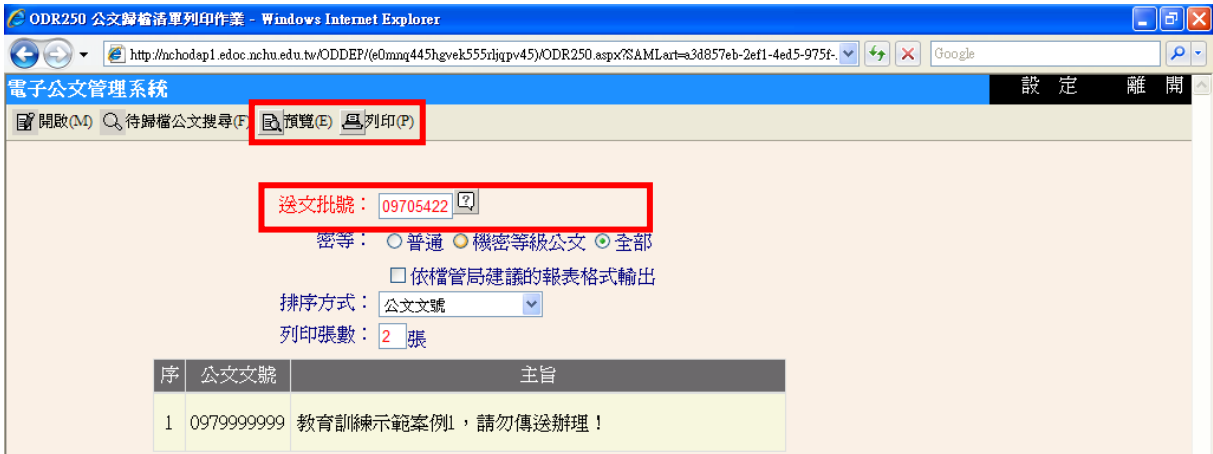 ODR250 公文歸檔清單列印作業 - Windows Internet Explorer
http://nchodap1.edoc.nchu.edu.tw/ODDEP/(e0mnq445hgvek555rljqpv45)/ODR250.aspx?SAMLart=a3d857eb-2ef1-4ed5-975f-. Google
電子公文管理系統 設 定 離 開
開啟(M) 待歸檔公文搜尋(F) 預覽(E) 列印(P)
送文批號： 09705422
密等： 普通 機密等級公文 全部
依檔管局建議的報表格式輸出
排序方式： 公文文號
列印張數： 2 張
序 公文文號 主旨
1 0979999999 教育訓練示範案例1，請勿傳送辦理！